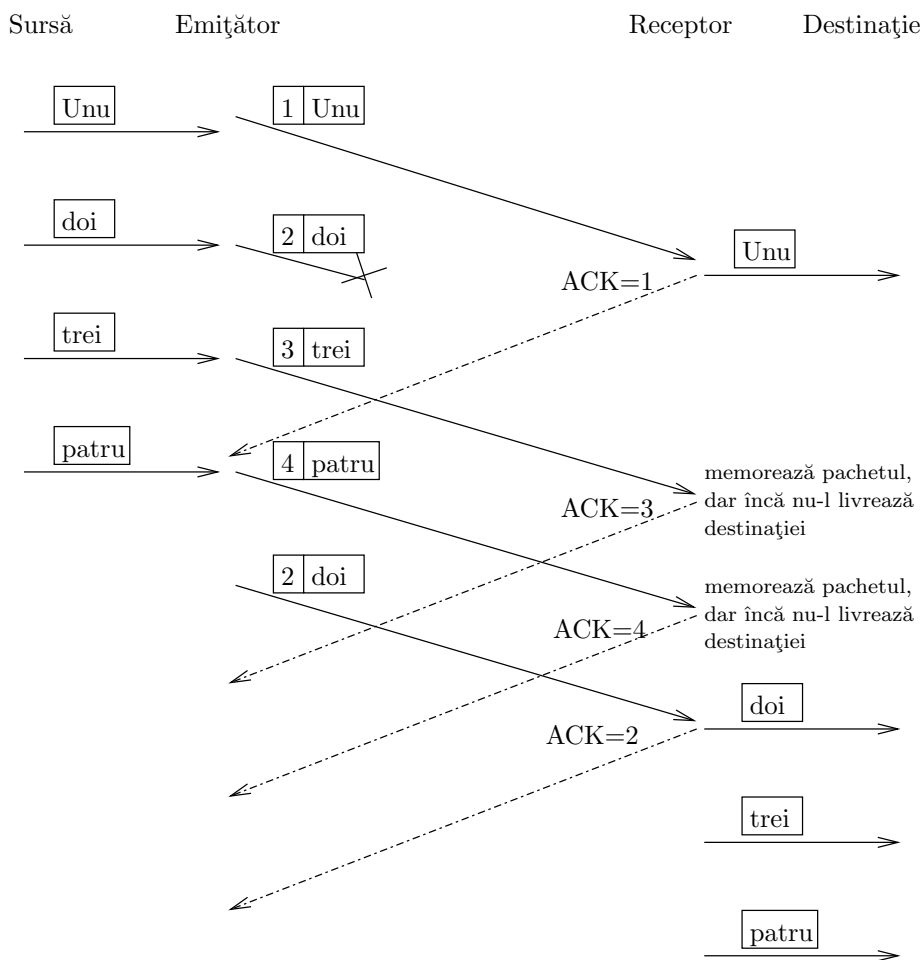 Sursă Emiţător Receptor Destinaţie
Unu 1 Unu
doi 2 doi Unu
ACK=1
trei 3 trei
patru 4 patru
memorează pachetul,
dar încă nu-l livrează
destinaţiei
ACK=3
2 doi
memorează pachetul,
dar încă nu-l livrează
destinaţiei
ACK=4
doi
ACK=2
trei
patru